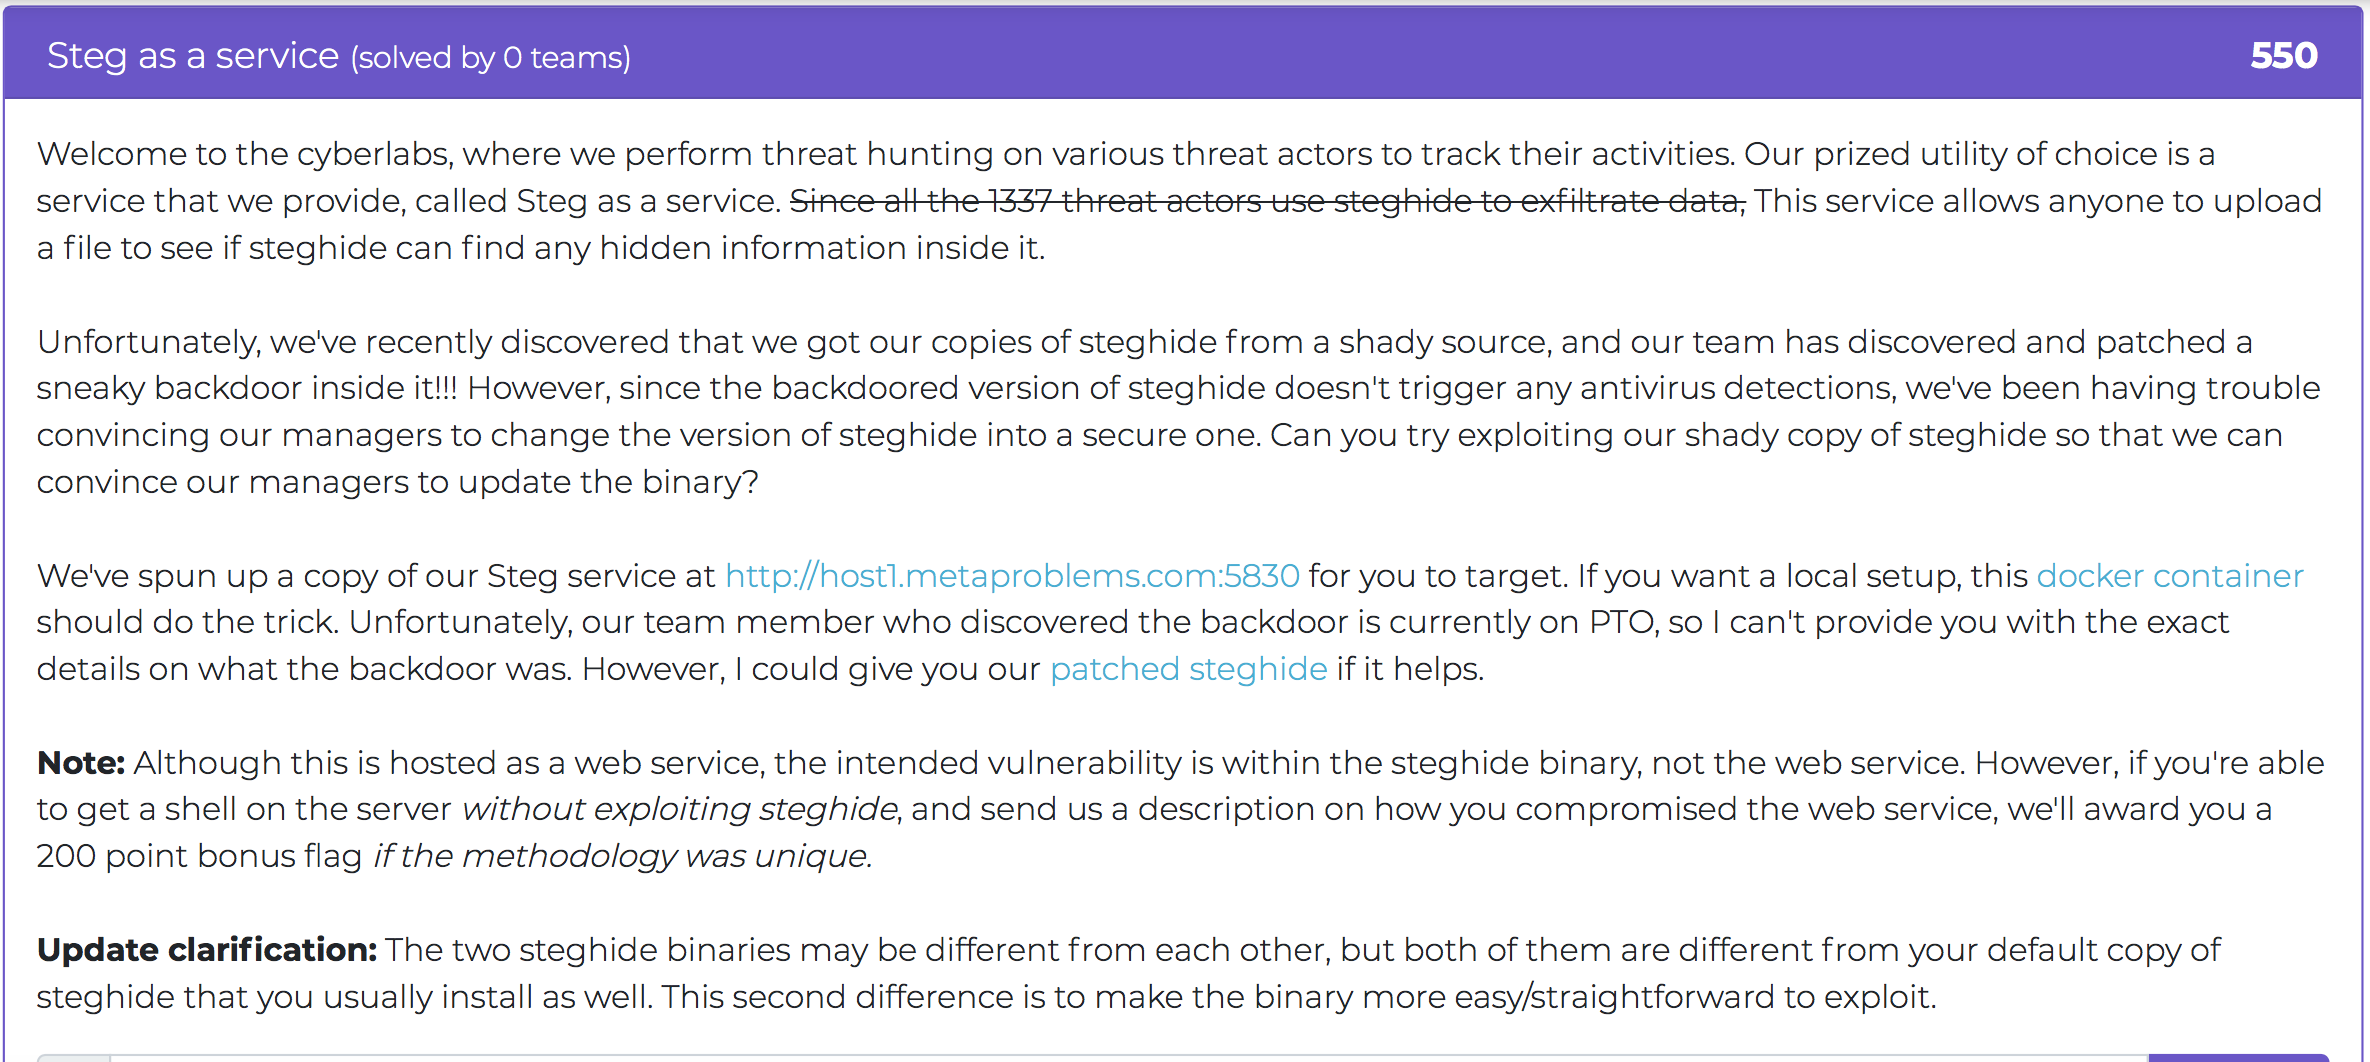 Steg as a service (solved by 0 teams) 550
Welcome to the cyberlabs, where we perform threat hunting on various threat actors to track their activities. Our prized utility of choice is a
service that we provide, called Steg as a service. Since all the 1337 threat actors use steghide to exfiltrate data, This service allows anyone to upload
a file to see if steghide can find any hidden information inside it.
Unfortunately, we've recently discovered that we got our copies of steghide from a shady source, and our team has discovered and patched a
sneaky backdoor inside it!!! However, since the backdoored version of steghide doesn't trigger any antivirus detections, we've been having trouble
convincing our managers to change the version of steghide into a secure one. Can you try exploiting our shady copy of steghide so that we can
convince our managers to update the binary?
We've spun up a copy of our Steg service at http://host1.metaproblems.com:5830 for you to target. If you want a local setup, this docker container
should do the trick. Unfortunately, our team member who discovered the backdoor is currently on PTO, so I can't provide you with the exact
details on what the backdoor was. However, I could give you our patched steghide if it helps.
Note: Although this is hosted as a web service, the intended vulnerability is within the steghide binary, not the web service. However, if you're able
to get a shell on the server without exploiting steghide, and send us a description on how you compromised the web service, we'll award you a
200 point bonus flag if the methodology was unique.
Update clarification: The two steghide binaries may be different from each other, but both of them are different from your default copy of
steghide that you usually install as well. This second difference is to make the binary more easy/straightforward to exploit.